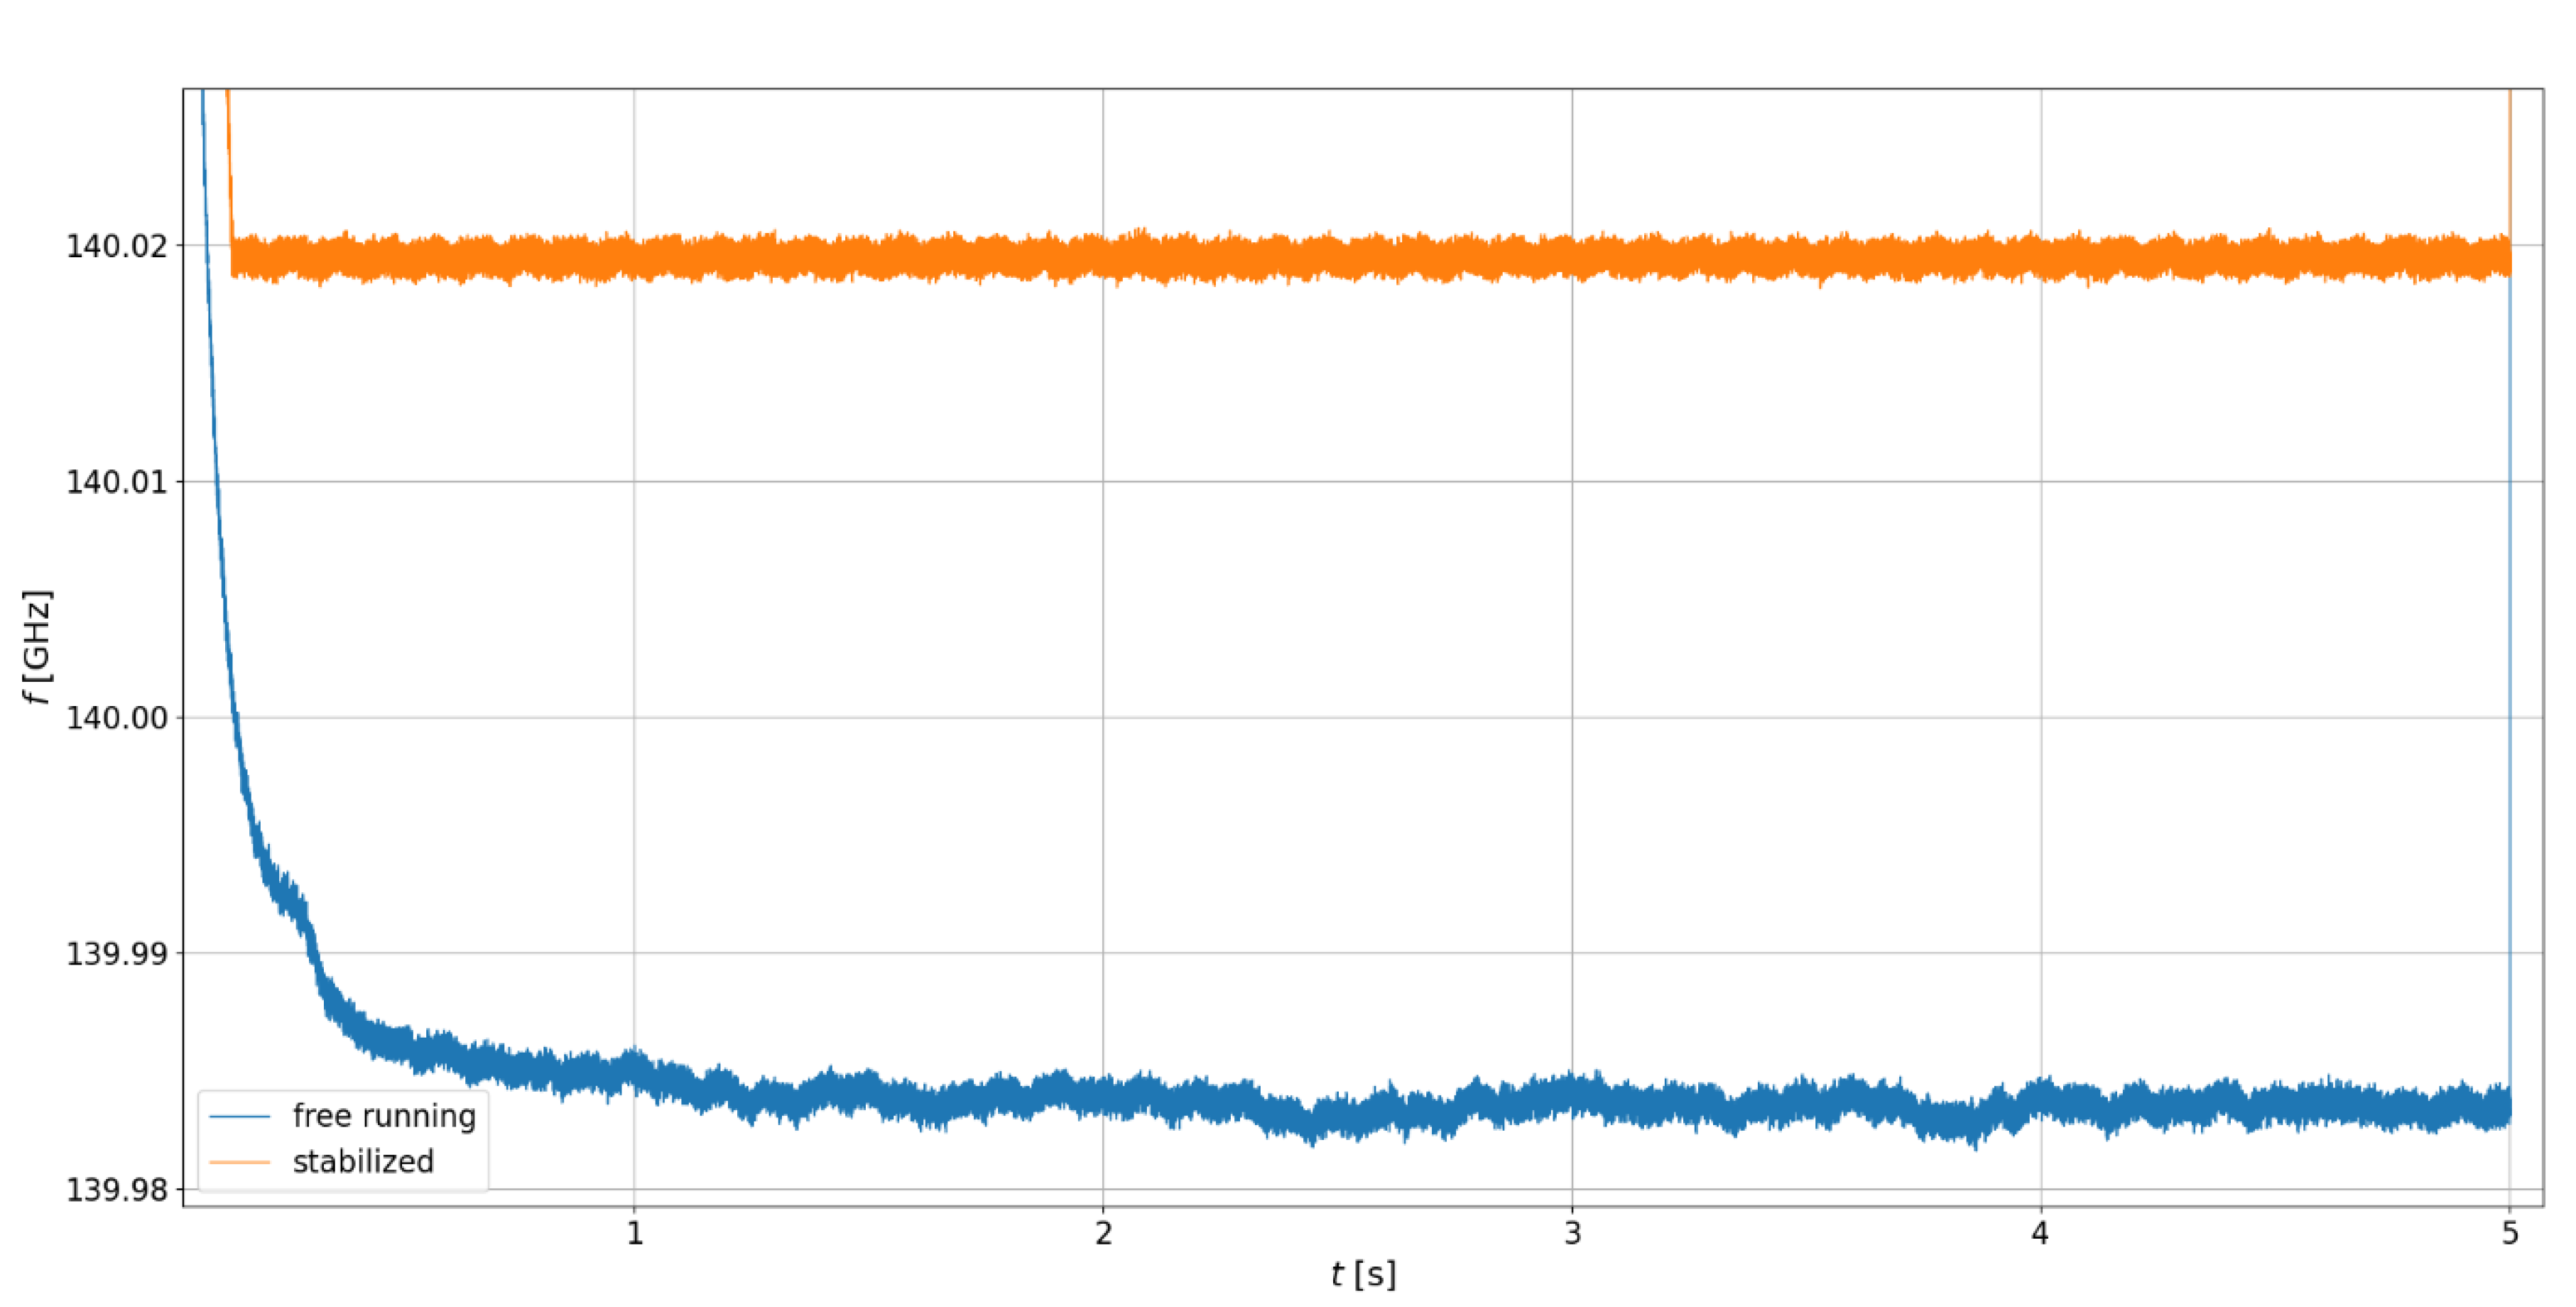 140.02
140.01
140.00
139.99
139.98
f [GHz]
free running
stabilized
1 2 3 4 5
t [s]